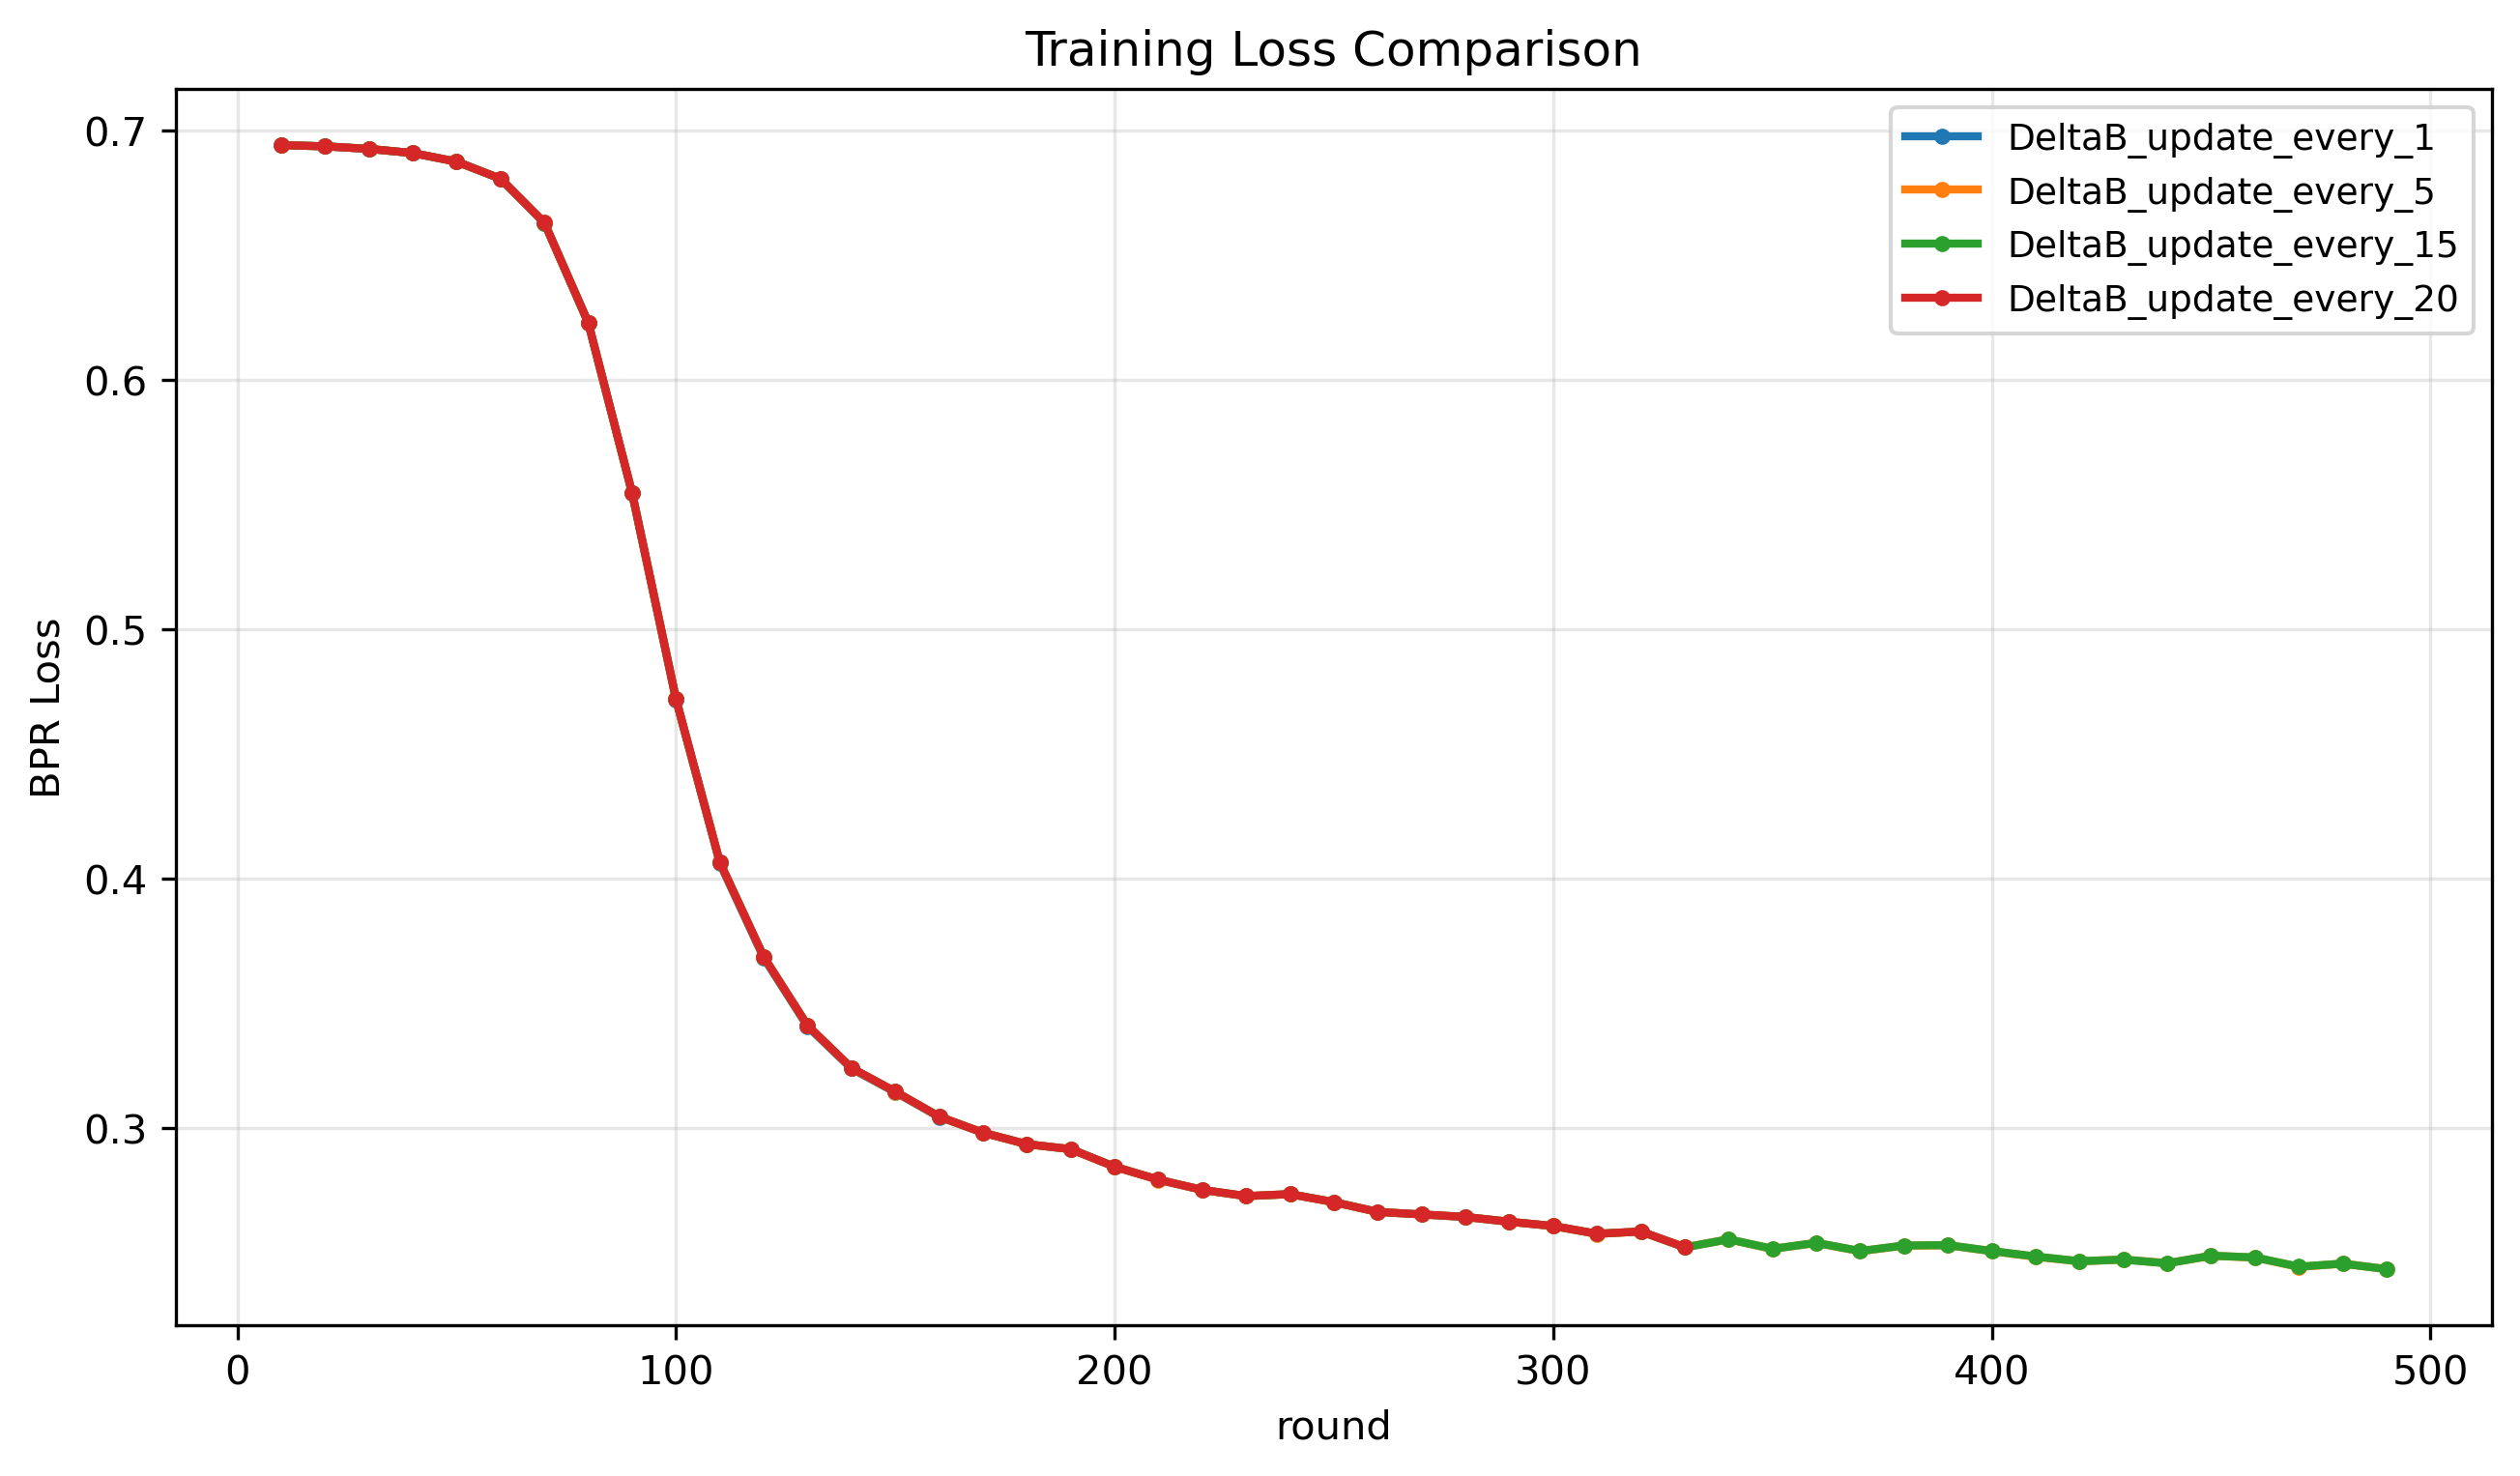 Training Loss Comparison
DeltaB_update_every_1
DeltaB_update_every_5
DeltaB_update_every_15
DeltaB_update_every_20
BPR Loss
0.7
0.6
0.5
0.4
0.3
0 100 200 300 400 500
round